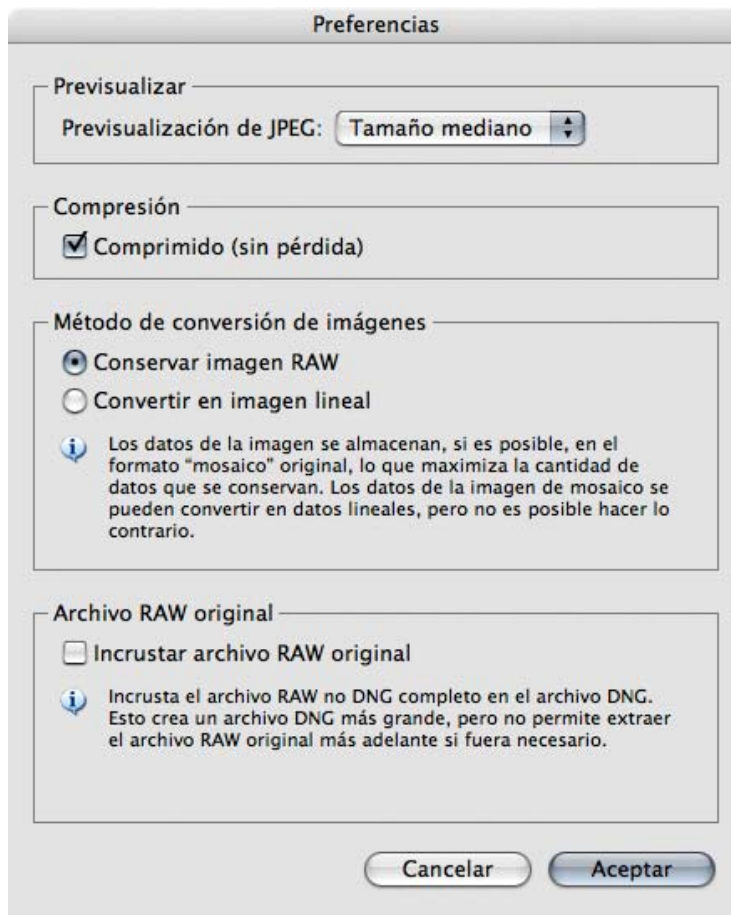 Preferencias
Previsualizar
Previsualización de JPEG: Tamaño mediano
Compresión
Comprimido (sin pérdida)
Método de conversión de imágenes
Conservar imagen RAW
Convertir en imagen lineal
Los datos de la imagen se almacenan, si es posible, en el
formato “mosaico” original, lo que maximiza la cantidad de
datos que se conservan. Los datos de la imagen de mosaico se
pueden convertir en datos lineales, pero no es posible hacer lo
contrario.
Archivo RAW original
Incrustar archivo RAW original
Incrusta el archivo RAW no DNG completo en el archivo DNG.
Esto crea un archivo DNG más grande, pero no permite extraer
el archivo RAW original más adelante si fuera necesario.
Cancelar Aceptar